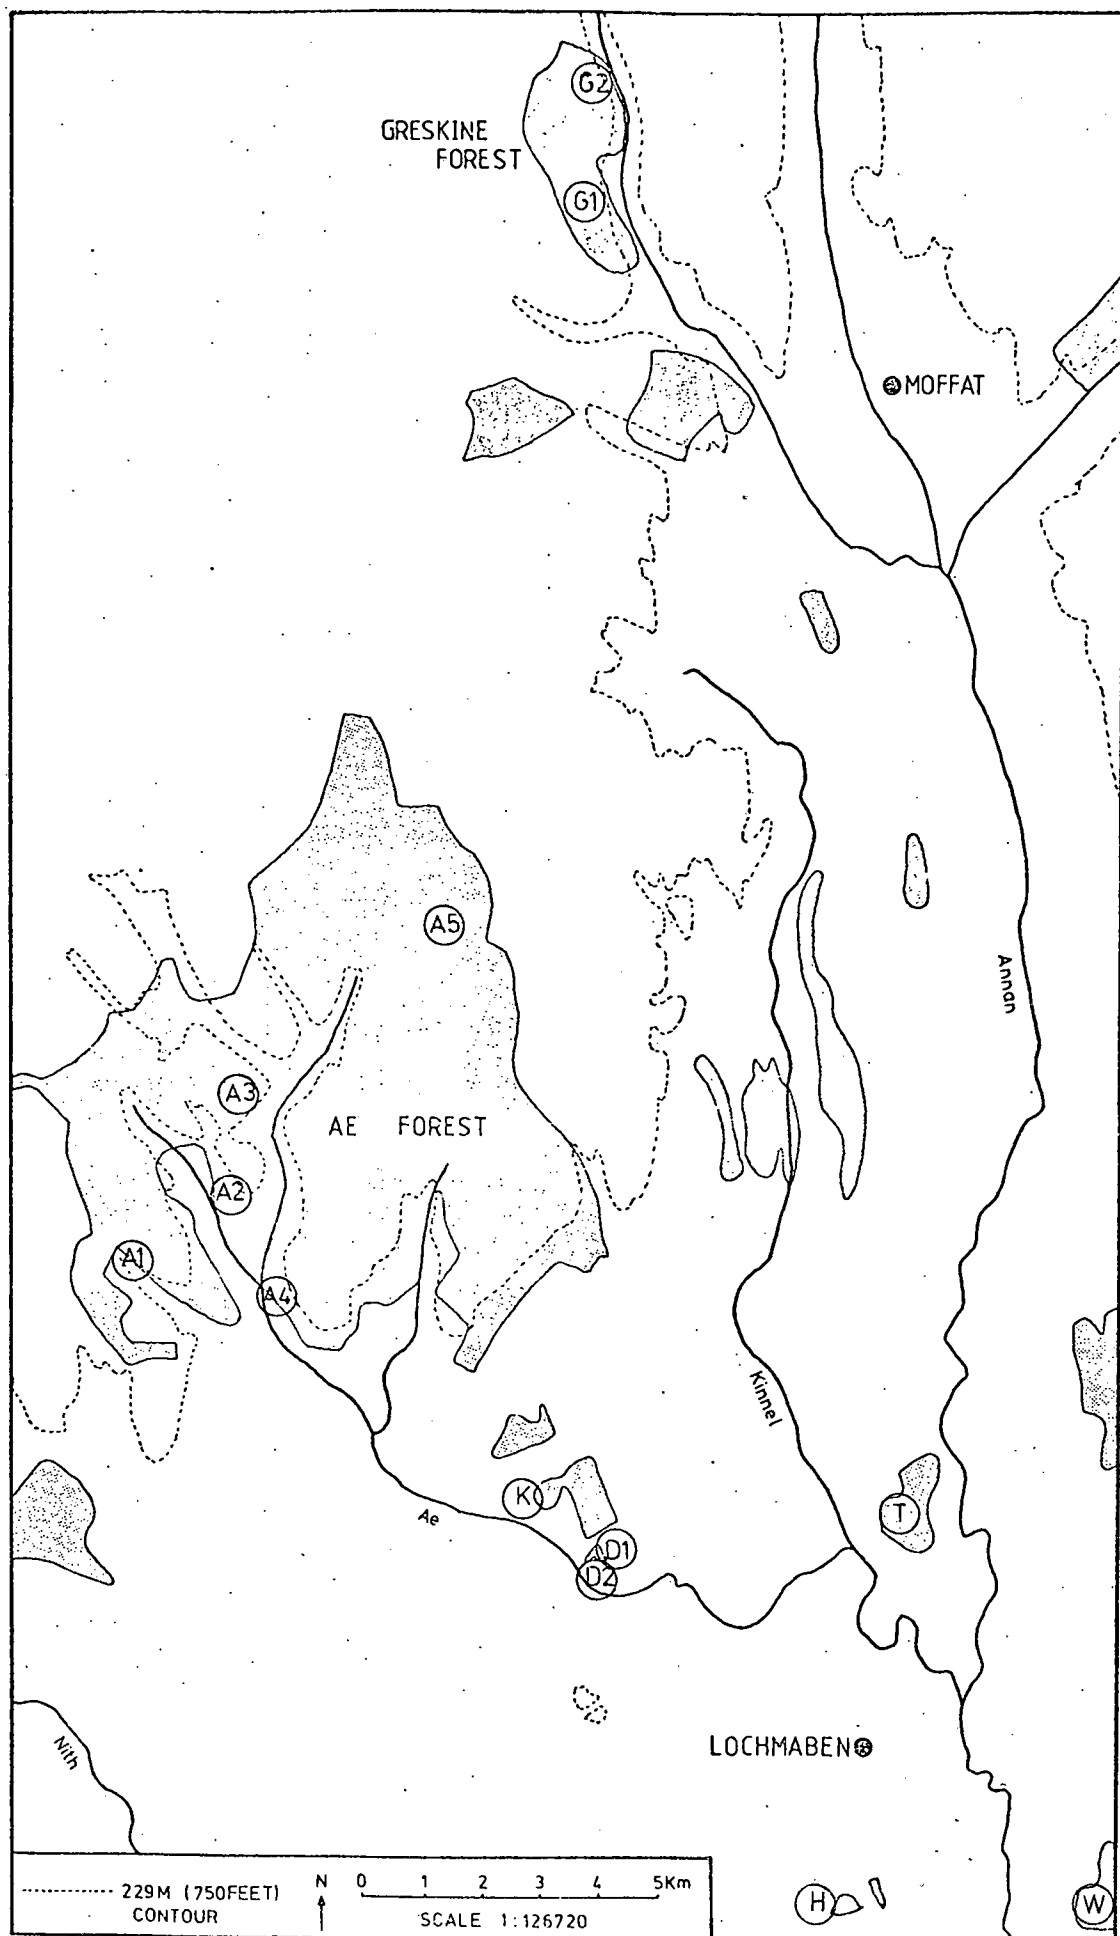 G2
GRESKINE
FOREST
G1
MOFFAT
A5
Annan
A3
AE FOREST
A2
A1
A4
Kinnel
K
Ae
T
D1
D2
LOCHMABEN
Nith
229M (750FEET)
CONTOUR
N
0 1 2 3 4 5Km
SCALE 1:126720
H
W